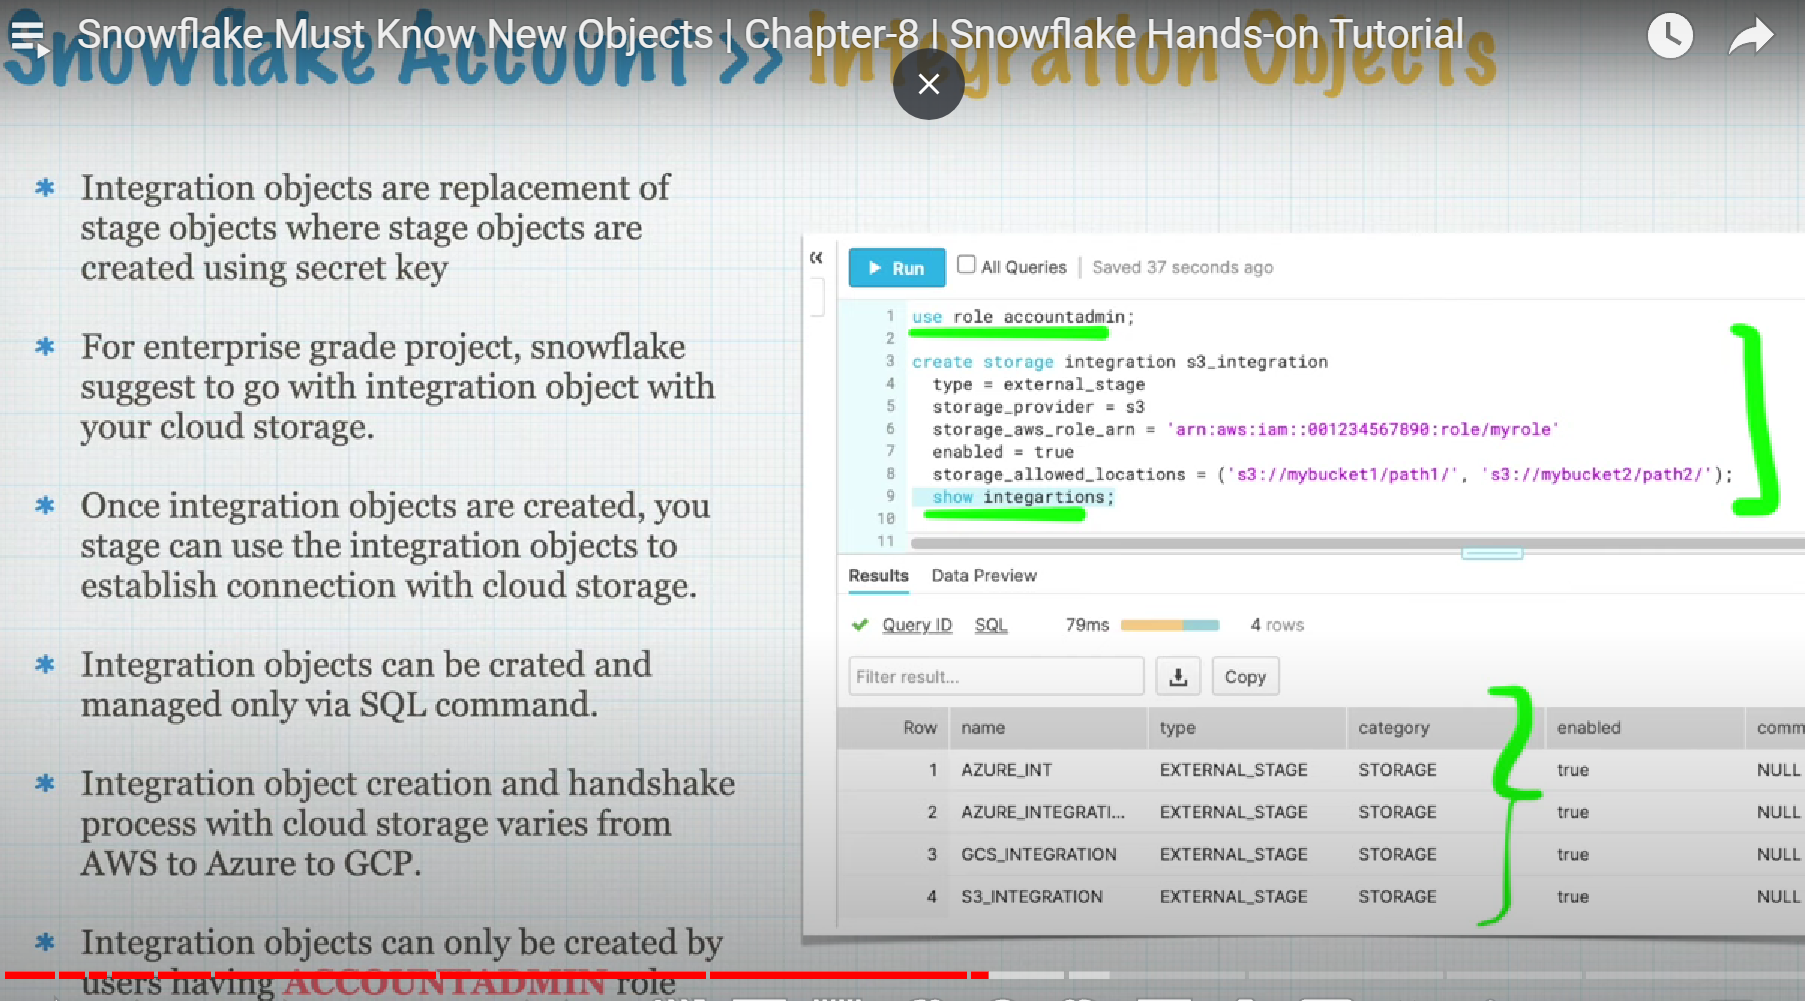 Snowflake Must Know New Objects | Chapter-8 | Snowflake Hands-on Tutorial
Snowflake Account >> Integration Objects
Integration objects are replacement of
stage objects where stage objects are
created using secret key
For enterprise grade project, snowflake
suggest to go with integration object with
your cloud storage.
Once integration objects are created, you
stage can use the integration objects to
establish connection with cloud storage.
Integration objects can be crated and
managed only via SQL command.
Integration object creation and handshake
process with cloud storage varies from
AWS to Azure to GCP.
Integration objects can only be created by
users having ACCOUNTADMIN role
Run All Queries | Saved 37 seconds ago
1 use role accountadmin;
2
3 create storage integration s3_integration
4 type = external_stage
5 storage_provider = s3
6 storage_aws_role_arn = 'arn:aws:iam::001234567890:role/myrole'
7 enabled = true
8 storage_allowed_locations = ('s3://mybucket1/path1/', 's3://mybucket2/path2/');
9 show integartions;
10
11
Results Data Preview
Query ID SQL 79ms 4 rows
Filter result... Copy
Row name type category enabled comm
1 AZURE_INT EXTERNAL_STAGE STORAGE true NULL
2 AZURE_INTEGRATI... EXTERNAL_STAGE STORAGE true NULL
3 GCS_INTEGRATION EXTERNAL_STAGE STORAGE true NULL
4 S3_INTEGRATION EXTERNAL_STAGE STORAGE true NULL